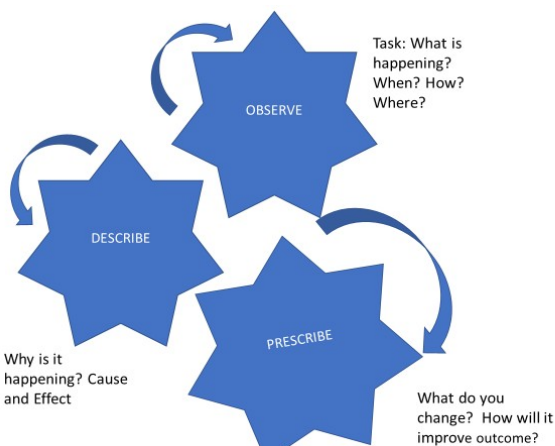 Task: What is
happening?
When? How?
Where?
OBSERVE
DESCRIBE
PRESCRIBE
Why is it
happening? Cause
and Effect
What do you
change? How will it
improve outcome?